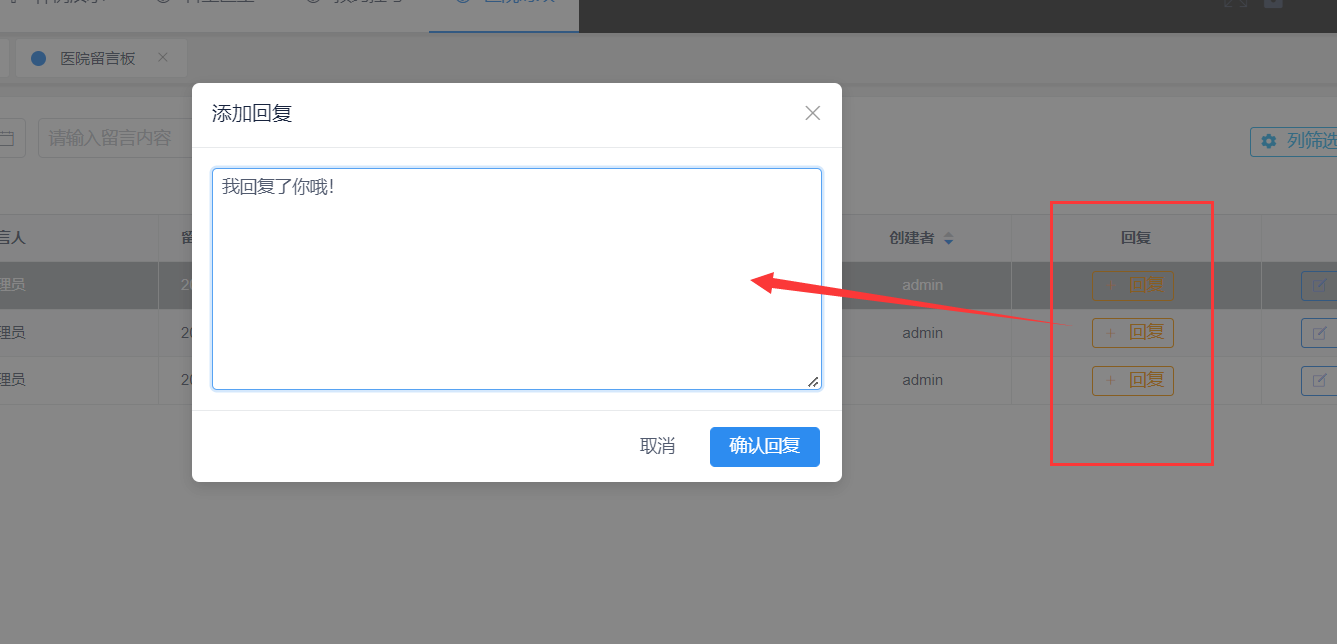 医院留言板
添加回复
请输入留言内容
列筛选
我回复了你哦！
言人
留
创建者
回复
理员
20
admin
回复
理员
20
admin
回复
理员
20
admin
回复
取消
确认回复